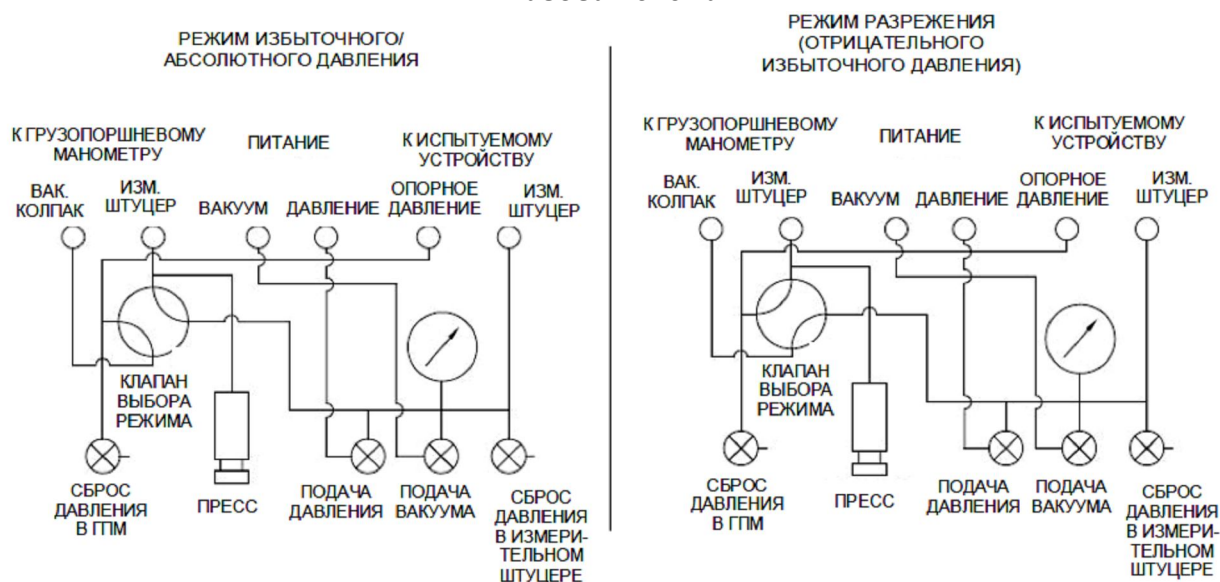 РЕЖИМ ИЗБЫТОЧНОГО/
АБСОЛЮТНОГО ДАВЛЕНИЯ
К ГРУЗОПОРШНЕВОМУ
МАНОМЕТРУ
ПИТАНИЕ
К ИСПЫТУЕМОМУ
УСТРОЙСТВУ
ВАК.
КОЛПАК
ИЗМ.
ШТУЦЕР
ВАКУУМ
ДАВЛЕНИЕ
ОПОРНОЕ
ДАВЛЕНИЕ
ИЗМ.
ШТУЦЕР
КЛАПАН
ВЫБОРА
РЕЖИМА
СБРОС
ДАВЛЕНИЯ
В ГПМ
ПРЕСС
ПОДАЧА
ДАВЛЕНИЯ
ПОДАЧА
ВАКУУМА
СБРОС
ДАВЛЕНИЯ
В ИЗМЕРИ-
ТЕЛЬНОМ
ШТУЦЕРЕ
РЕЖИМ РАЗРЕЖЕНИЯ
(ОТРИЦАТЕЛЬНОГО
ИЗБЫТОЧНОГО ДАВЛЕНИЯ)
К ГРУЗОПОРШНЕВОМУ
МАНОМЕТРУ
ПИТАНИЕ
К ИСПЫТУЕМОМУ
УСТРОЙСТВУ
ВАК.
КОЛПАК
ИЗМ.
ШТУЦЕР
ВАКУУМ
ДАВЛЕНИЕ
ОПОРНОЕ
ДАВЛЕНИЕ
ИЗМ.
ШТУЦЕР
КЛАПАН
ВЫБОРА
РЕЖИМА
СБРОС
ДАВЛЕНИЯ
В ГПМ
ПРЕСС
ПОДАЧА
ДАВЛЕНИЯ
ПОДАЧА
ВАКУУМА
СБРОС
ДАВЛЕНИЯ
В ИЗМЕРИ-
ТЕЛЬНОМ
ШТУЦЕРЕ